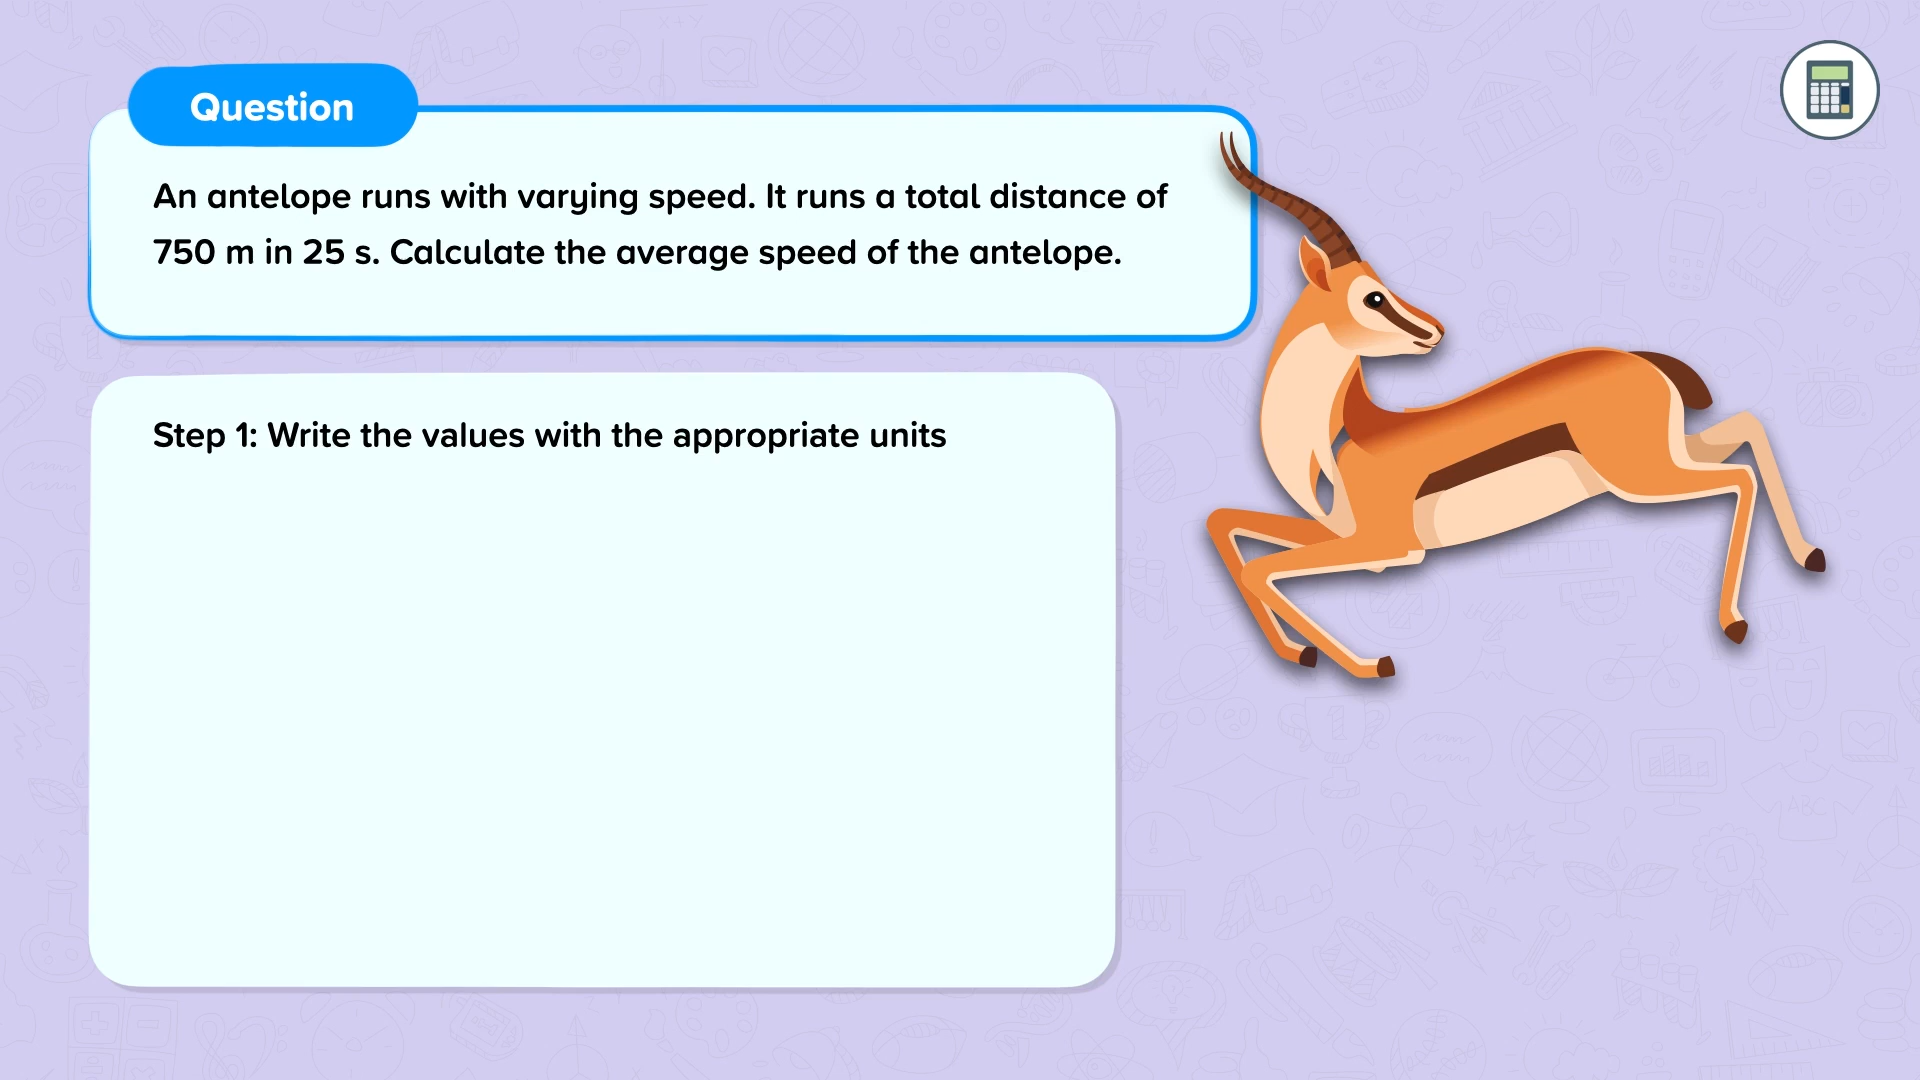 Question
An antelope runs with varying speed. It runs a total distance of
750 m in 25 s. Calculate the average speed of the antelope.
Step 1: Write the values with the appropriate units